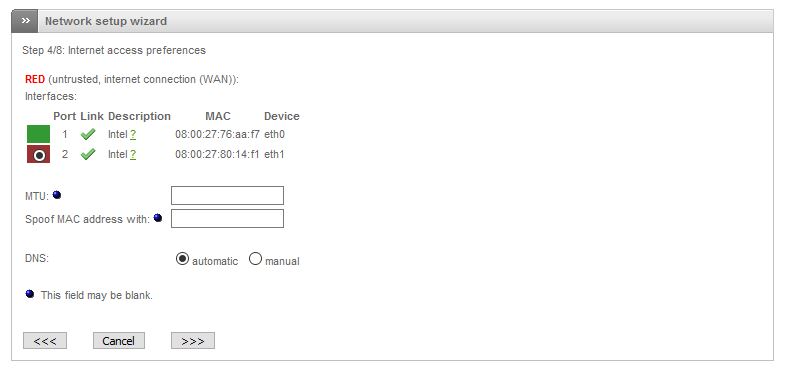 Network setup wizard
Step 4/8: Internet access preferences
RED (untrusted, internet connection (WAN)):
Interfaces:
Port Link Description MAC Device
1 Intel ? 08:00:27:76:aa:f7 eth0
2 Intel ? 08:00:27:80:14:f1 eth1
MTU:
Spoof MAC address with:
DNS: automatic manual
This field may be blank.
<<< Cancel >>>